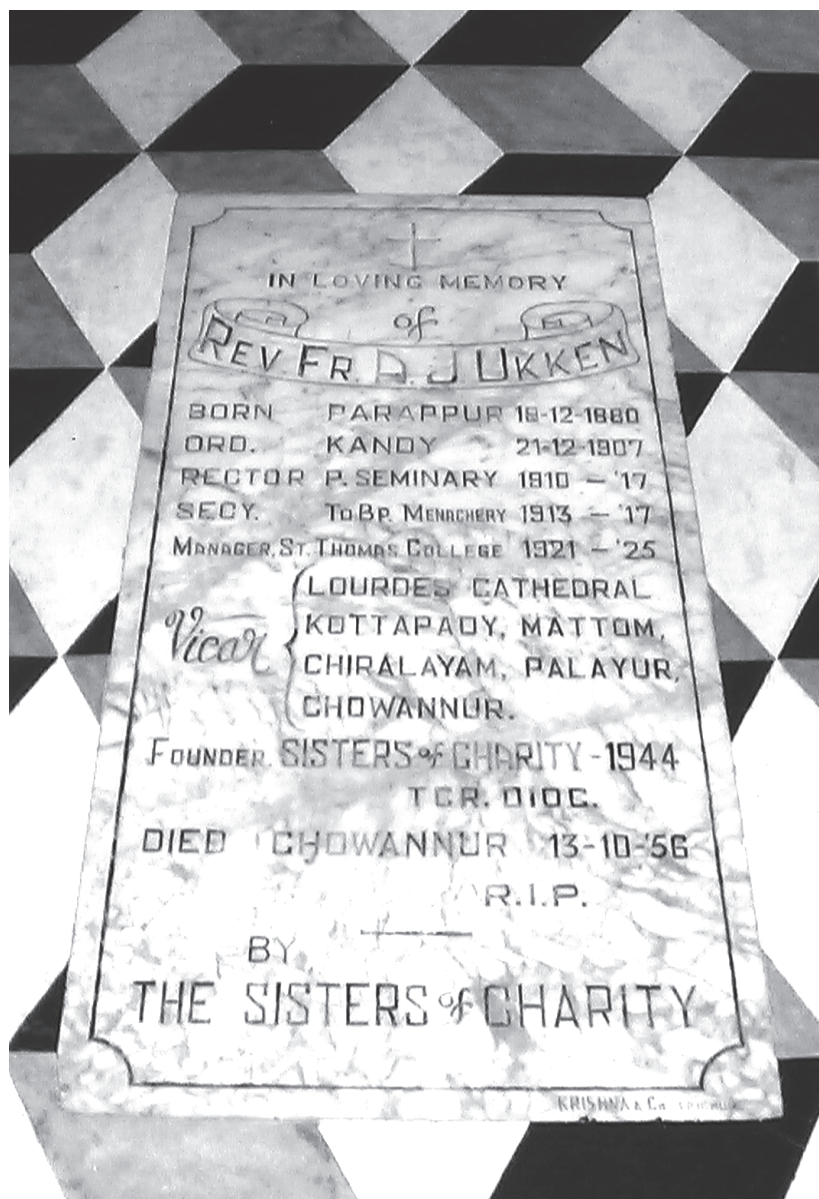 IN LOVING MEMORY
of
REV FR. D. J UKKEN
BORN PARAPPUR 19-12-1880
ORD. KANDY 21-12-1907
RECTOR P. SEMINARY 1910 – '17
SECY. TO BP. MENACHERY 1913 – '17
MANAGER, ST. THOMAS COLLEGE 1921 – '25
Vicar { LOURDES CATHEDRAL
KOTTAPADY, MATTOM,
CHIRALAYAM, PALAYUR,
CHOWANNUR.
FOUNDER. SISTERS of CHARITY - 1944
TCR. DIOC.
DIED CHOWANNUR 13-10-'56
R.I.P.
BY
THE SISTERS of CHARITY
KRISHNA & Co